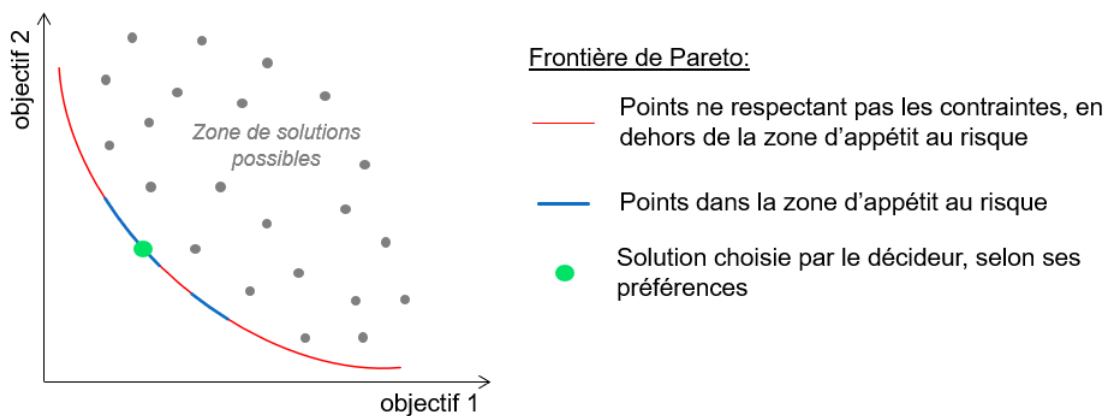 objectif 2
Zone de solutions
possibles
objectif 1
Frontière de Pareto:
Points ne respectant pas les contraintes, en
dehors de la zone d'appétit au risque
Points dans la zone d'appétit au risque
Solution choisie par le décideur, selon ses
préférences